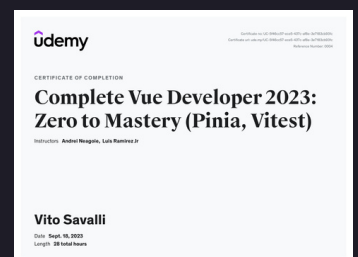 ûdemy
CERTIFICATE OF COMPLETION
Complete Vue Developer 2023:
Zero to Mastery (Pinia, Vitest)
Instructors Andrei Neagoie, Luis Ramirez Jr
Vito Savalli
Date Sept. 18, 2023
Length 28 total hours